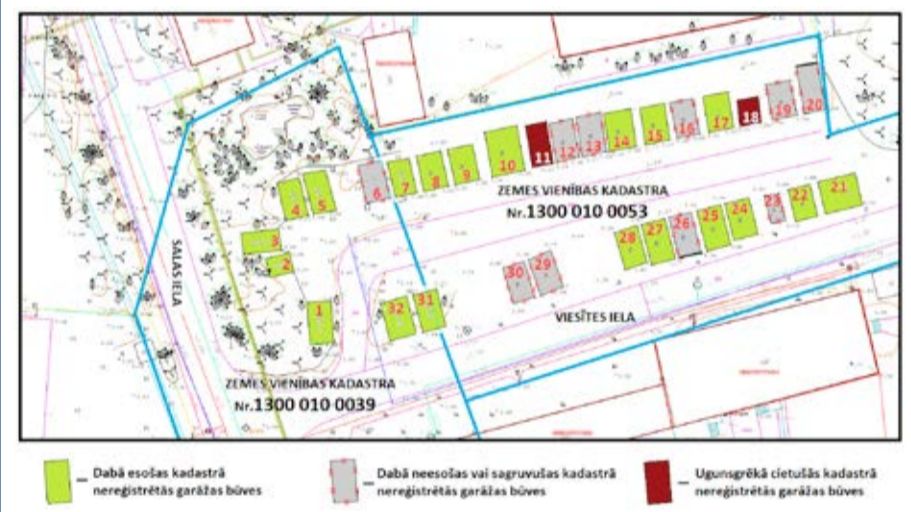 6
7
8
9
10
11
12
13
14
15
16
17
18
19
20
4
5
3
2
1
32
31
30
29
28
27
26
25
24
23
22
21
ZEMES VIENĪBAS KADASTRA
Nr.1300 010 0053
SALAS IELA
VIESĪTES IELA
ZEMES VIENĪBAS KADASTRA
Nr.1300 010 0039
— Dabā esošas kadastrā
nereģistrētās garāžas būves
— Dabā neesošas vai sagruvušas kadastrā
nereģistrētās garāžas būves
— Ugunsgrēkā cietušās kadastrā
nereģistrētās garāžas būves